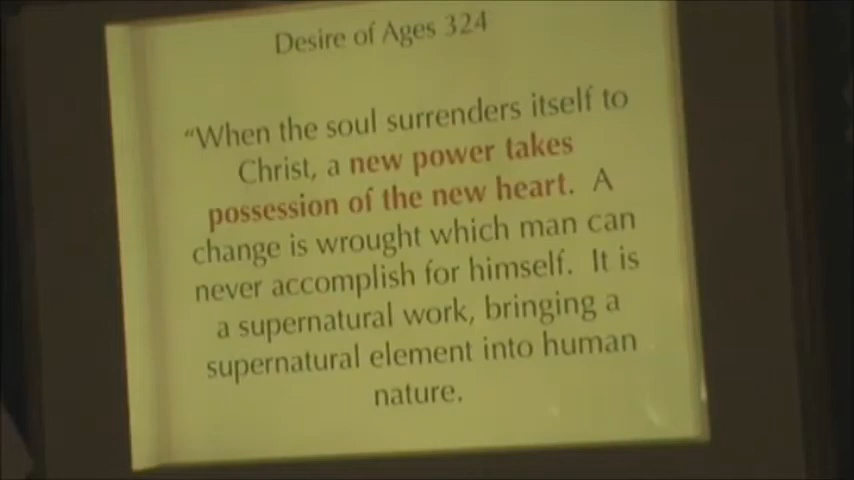 Desire of Ages 324
“When the soul surrenders itself to
Christ, a new power takes
possession of the new heart. A
change is wrought which man can
never accomplish for himself. It is
a supernatural work, bringing a
supernatural element into human
nature.